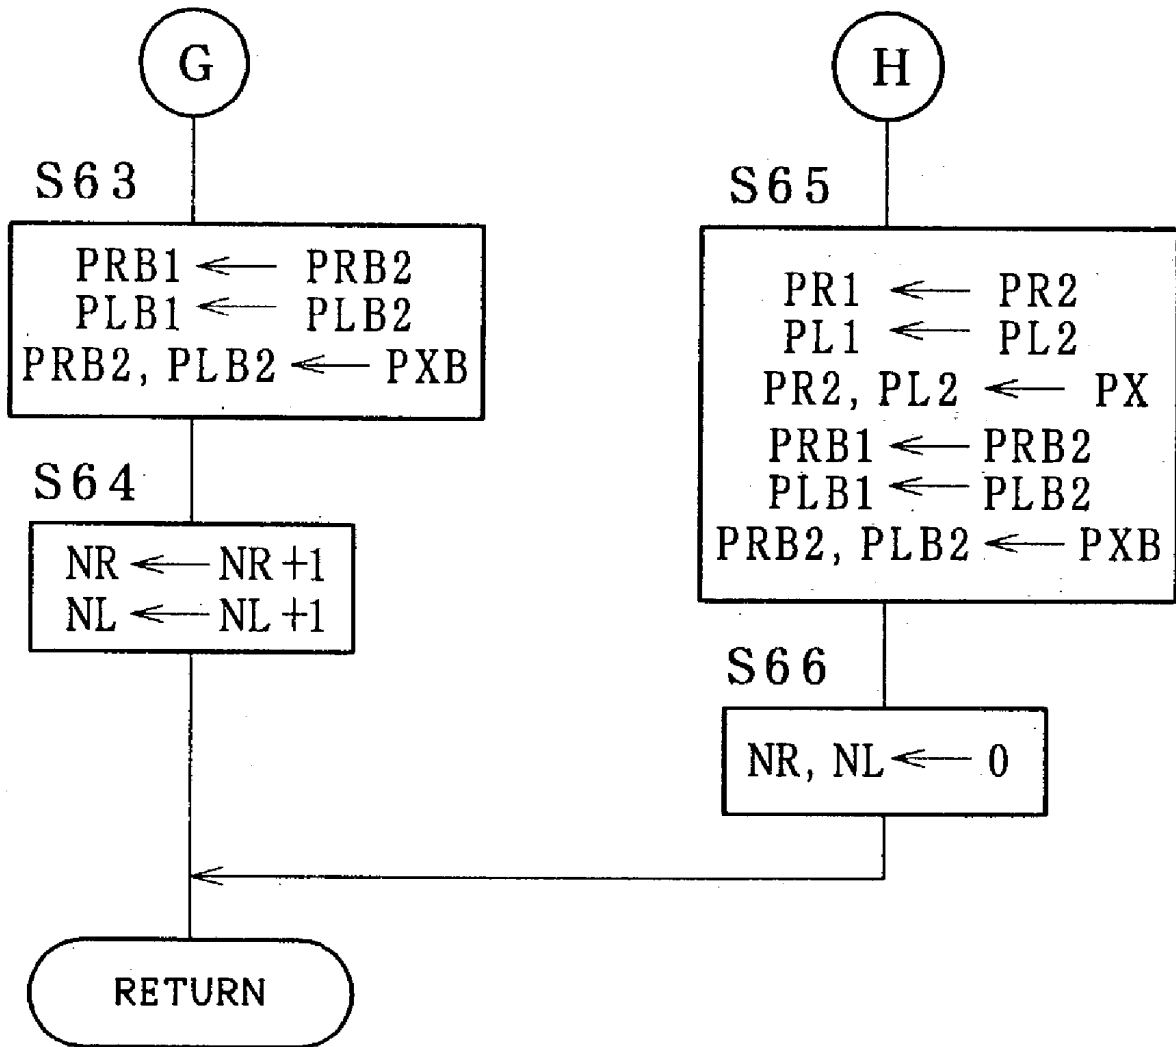 G
S63
PRB1 ← PRB2
PLB1 ← PLB2
PRB2, PLB2 ← PXB
S64
NR ← NR+1
NL ← NL+1
H
S65
PR1 ← PR2
PL1 ← PL2
PR2, PL2 ← PX
PRB1 ← PRB2
PLB1 ← PLB2
PRB2, PLB2 ← PXB
S66
NR, NL ← 0
RETURN